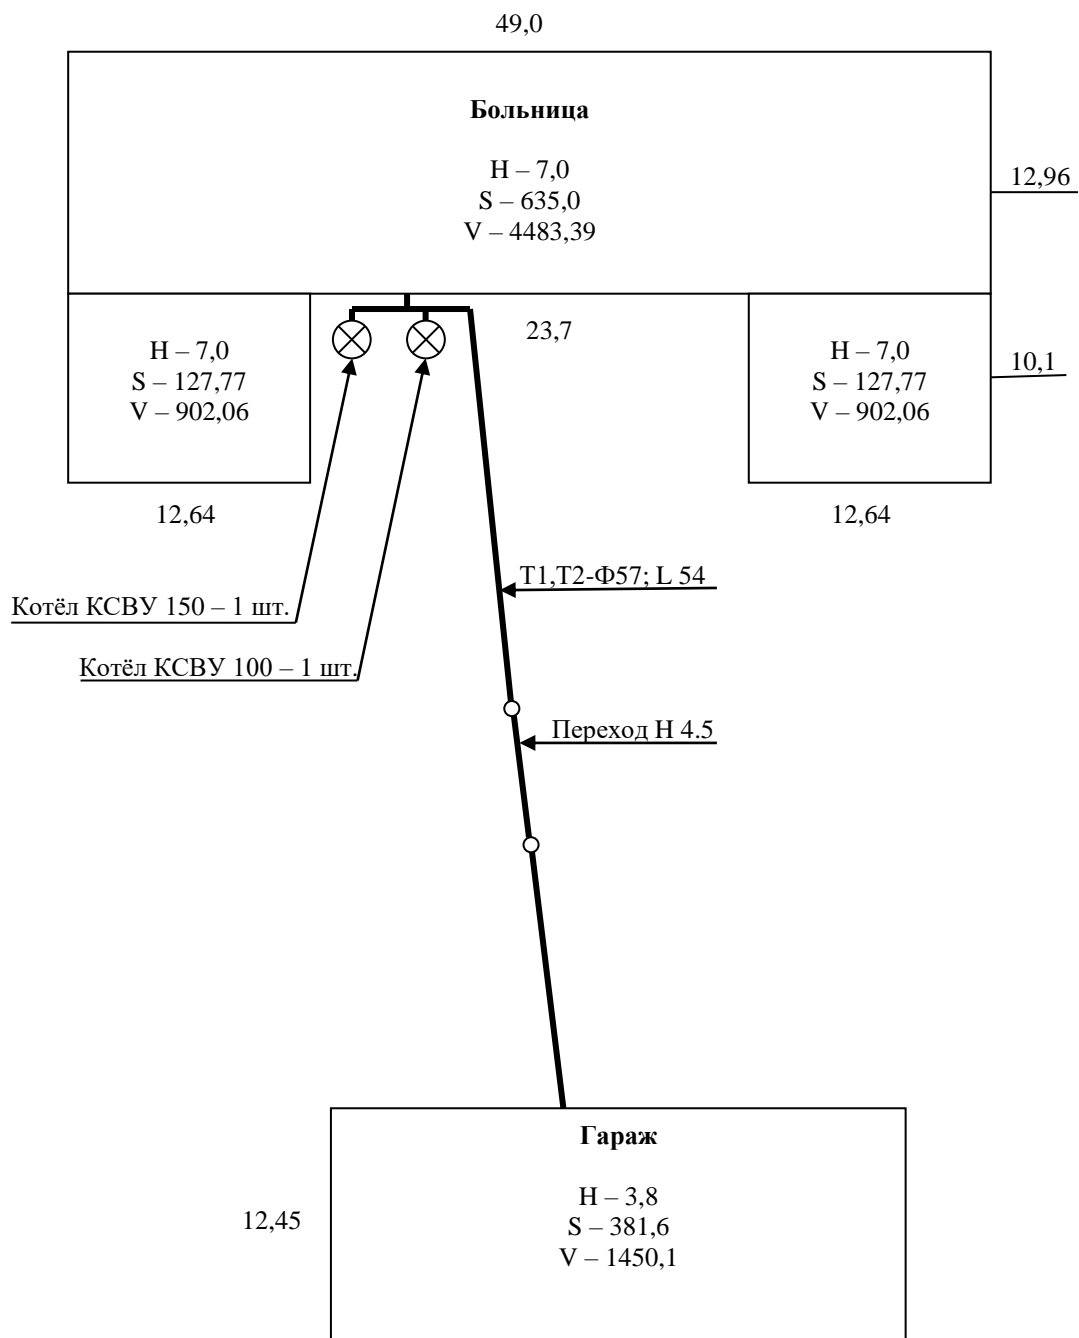 49,0
Больница
Н – 7,0
S – 635,0
V – 4483,39
12,96
23,7
Н – 7,0
S – 127,77
V – 902,06
Н – 7,0
S – 127,77
V – 902,06
10,1
12,64
12,64
Т1,Т2-Ф57; L 54
Котёл КСВУ 150 – 1 шт.
Котёл КСВУ 100 – 1 шт.
Переход Н 4.5
Гараж
Н – 3,8
S – 381,6
V – 1450,1
12,45